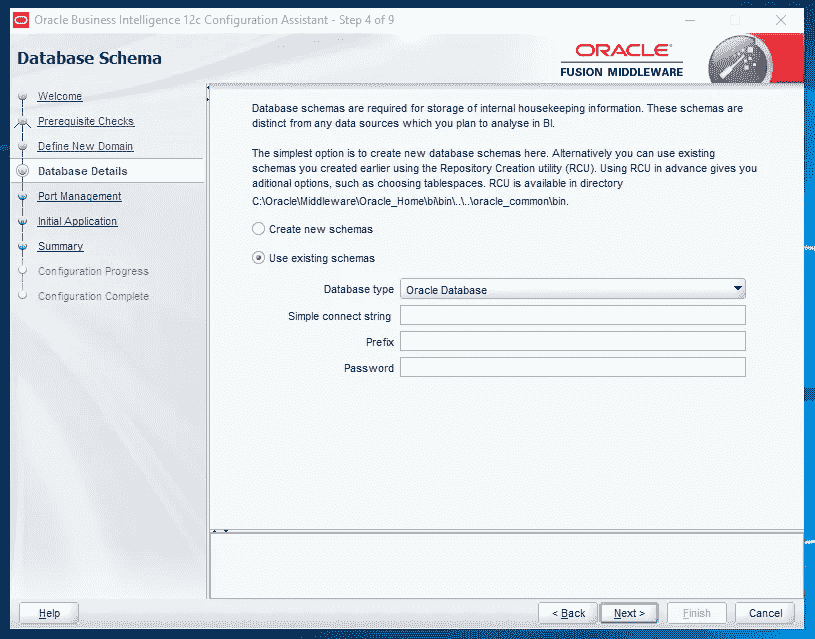 Oracle Business Intelligence 12c Configuration Assistant - Step 4 of 9
Database Schema
ORACLE
FUSION MIDDLEWARE
Welcome
Prerequisite Checks
Define New Domain
Database Details
Port Management
Initial Application
Summary
Configuration Progress
Configuration Complete
Database schemas are required for storage of internal housekeeping information. These schemas are
distinct from any data sources which you plan to analyse in BI.
The simplest option is to create new database schemas here. Alternatively you can use existing
schemas you created earlier using the Repository Creation utility (RCU). Using RCU in advance gives you
aditional options, such as choosing tablespaces. RCU is available in directory
C:\Oracle\Middleware\Oracle_Home\bi\bin\..\..\oracle_common\bin.
Create new schemas
Use existing schemas
Database type Oracle Database
Simple connect string
Prefix
Password
Help
< Back
Next >
Finish
Cancel